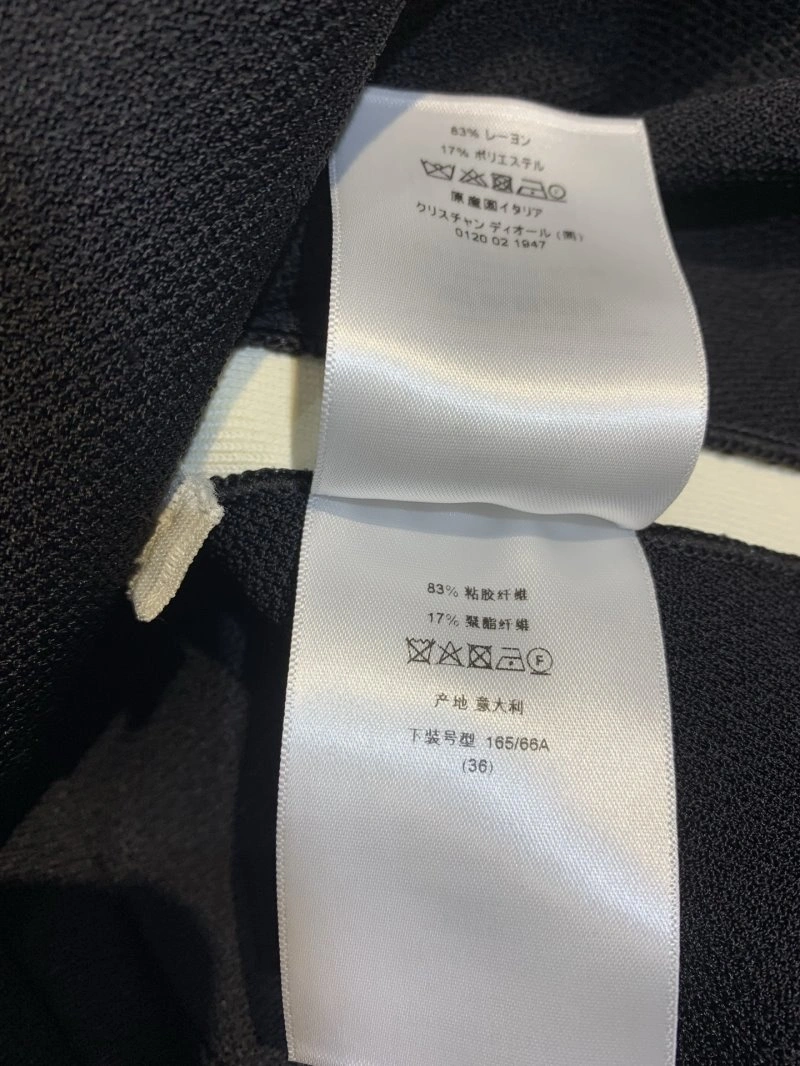 83% レーヨン
17% ポリエステル
原産国イタリア
クリスチャン ディオール (株)
0120 02 1947
83% 粘胶纤维
17% 聚酯纤维
F
产地 意大利
下装号型 165/66A
(36)